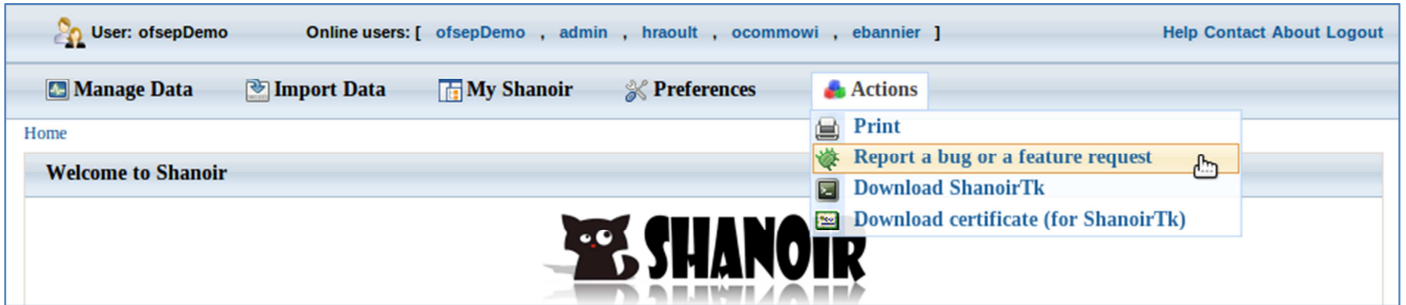 User: ofsepDemo Online users: [ ofsepDemo , admin , hraoult , ocommowi , ebannier ] Help Contact About Logout
Manage Data Import Data My Shanoir Preferences Actions
Home
Print
Report a bug or a feature request
Download ShanoirTk
Download certificate (for ShanoirTk)
Welcome to Shanoir
SHANOIR